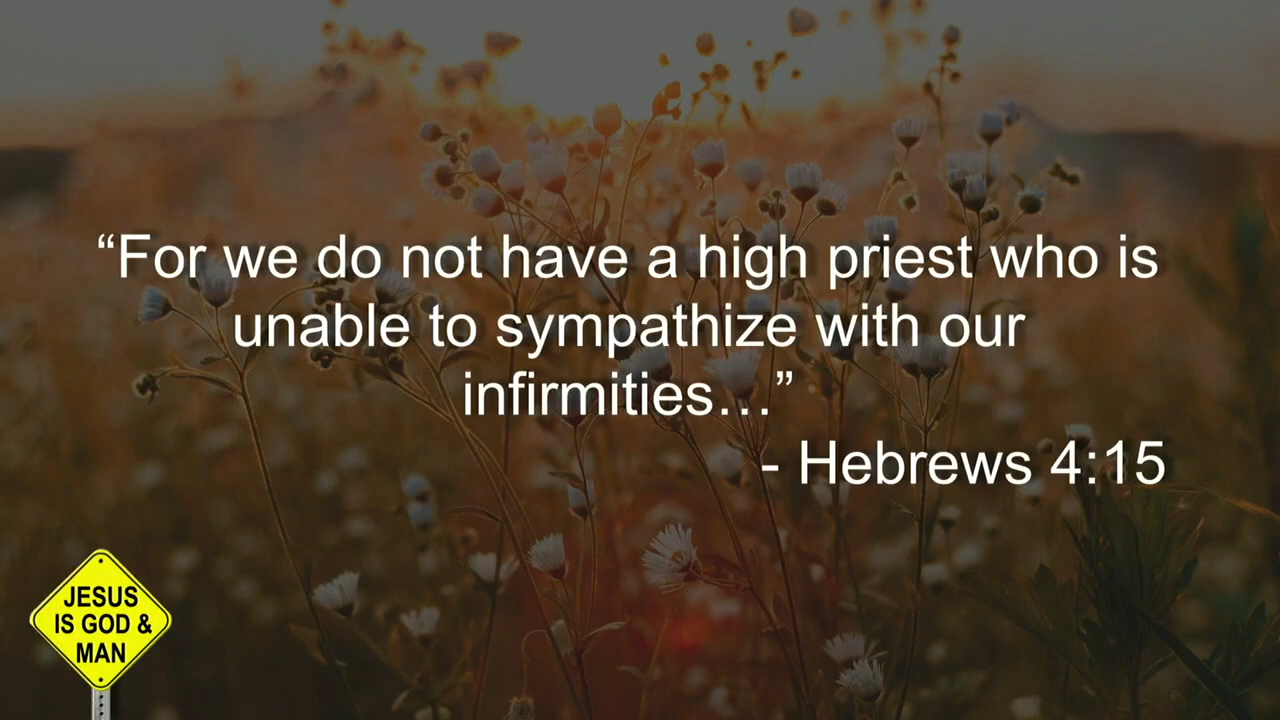 “For we do not have a high priest who is
unable to sympathize with our
infirmities…”
- Hebrews 4:15
JESUS
IS GOD &
MAN